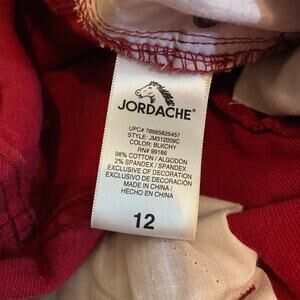 JORDACHE®
UPC# 78665825457
STYLE: JM312009C
COLOR: BLKCHY
RN# 99166
98% COTTON / ALGODON
2% SPANDEX / SPANDEX
EXCLUSIVE OF DECORATION
EXCLUSIVO DE DECORACIÓN
MADE IN CHINA /
HECHO EN CHINA
12